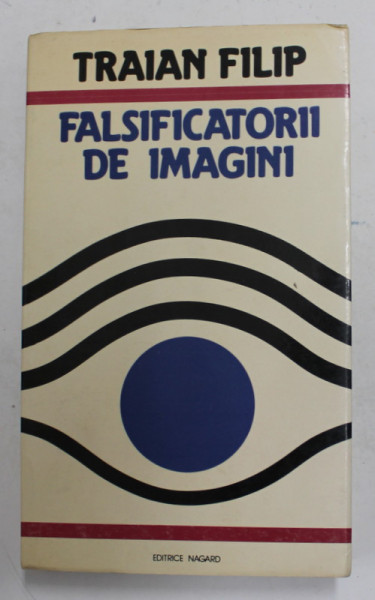 TRAIAN FILIP
FALSIFICATORII
DE IMAGINI
EDITRICE NAGARD